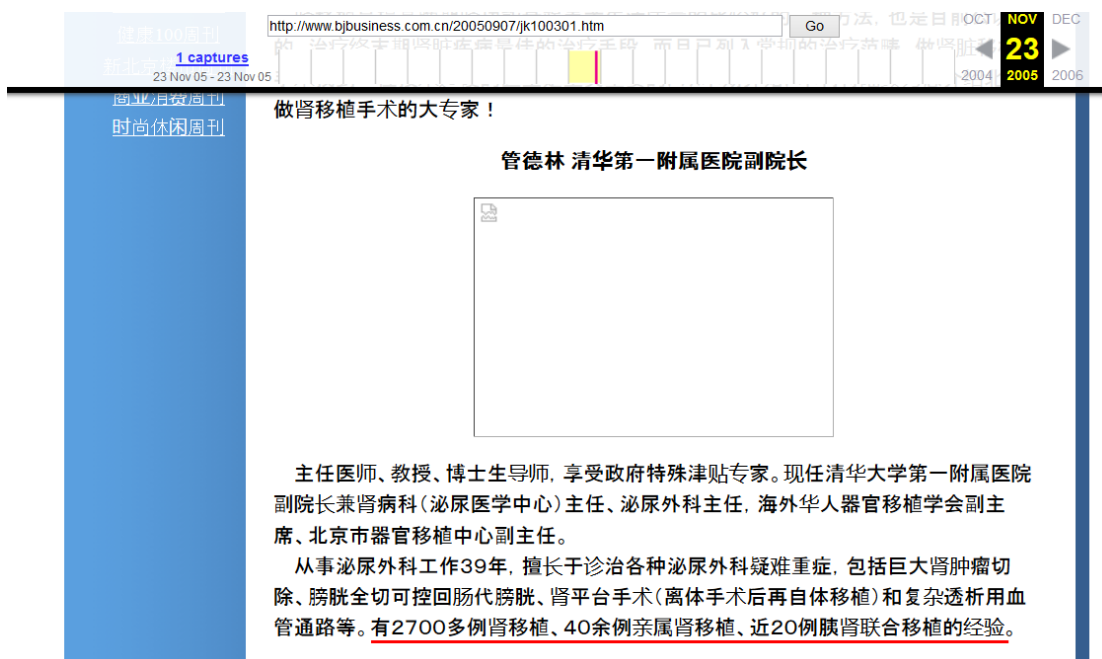 http://www.bjbusiness.com.cn/20050907/jk100301.htm
Go
OCT NOV DEC
1 captures
23
23 Nov 05 - 23 Nov 05
2004 2005 2006
健康100周刊
商业消费周刊
时尚休闲周刊
做肾移植手术的大专家！
管德林 清华第一附属医院副院长
主任医师、教授、博士生导师, 享受政府特殊津贴专家。现任清华大学第一附属医院
副院长兼肾病科(泌尿医学中心)主任、泌尿外科主任, 海外华人器官移植学会副主
席、北京市器官移植中心副主任。
从事泌尿外科工作39年, 擅长于诊治各种泌尿外科疑难重症, 包括巨大肾肿瘤切
除、膀胱全切可控回肠代膀胱、肾平台手术(离体手术后再自体移植)和复杂透析用血
管通路等。有2700多例肾移植、40余例亲属肾移植、近20例胰肾联合移植的经验。